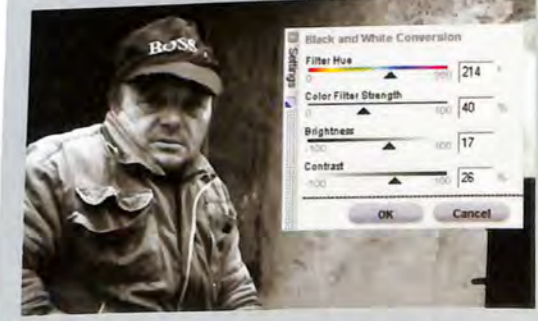 BOSS
Black and White Conversion
Settings
Filter Hue
0 214 °
Color Filter Strength
0 100 40 %
Brightness
-100 100 17
Contrast
-100 100 26 %
OK Cancel